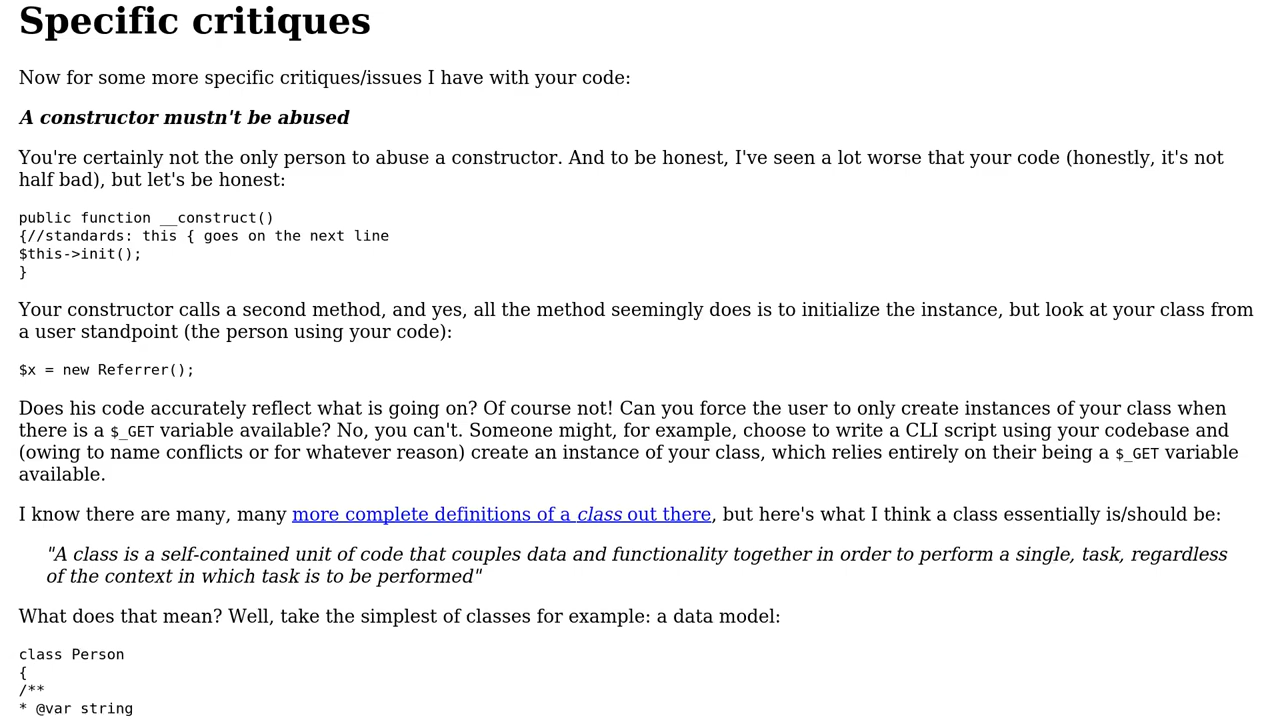 Specific critiques
Now for some more specific critiques/issues I have with your code:
A constructor mustn't be abused
You're certainly not the only person to abuse a constructor. And to be honest, I've seen a lot worse that your code (honestly, it's not
half bad), but let's be honest:
public function __construct()
{//standards: this { goes on the next line
$this->init();
}
Your constructor calls a second method, and yes, all the method seemingly does is to initialize the instance, but look at your class from
a user standpoint (the person using your code):
$x = new Referrer();
Does his code accurately reflect what is going on? Of course not! Can you force the user to only create instances of your class when
there is a $_GET variable available? No, you can't. Someone might, for example, choose to write a CLI script using your codebase and
(owing to name conflicts or for whatever reason) create an instance of your class, which relies entirely on their being a $_GET variable
available.
I know there are many, many more complete definitions of a class out there, but here's what I think a class essentially is/should be:
"A class is a self-contained unit of code that couples data and functionality together in order to perform a single, task, regardless
of the context in which task is to be performed"
What does that mean? Well, take the simplest of classes for example: a data model:
class Person
{
/**
* @var string